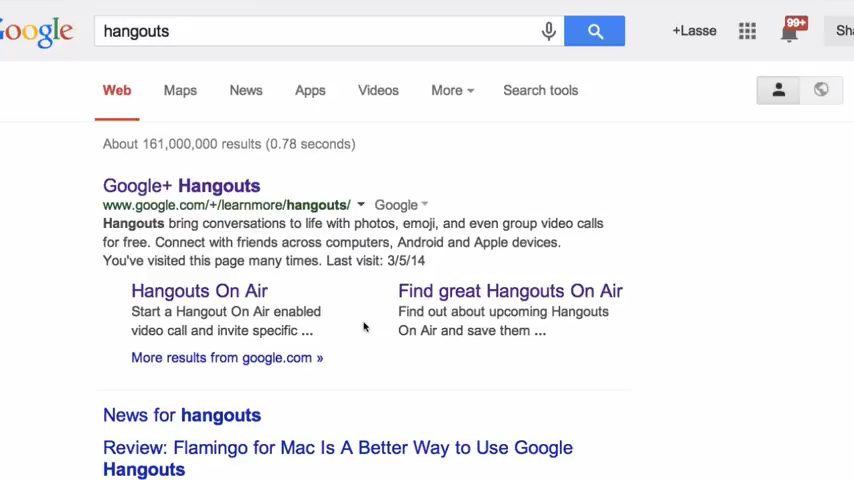 Google hangouts +Lasse 99+
Web Maps News Apps Videos More Search tools
About 161,000,000 results (0.78 seconds)
Google+ Hangouts
www.google.com/+/learnmore/hangouts/ Google
Hangouts bring conversations to life with photos, emoji, and even group video calls
for free. Connect with friends across computers, Android and Apple devices.
You've visited this page many times. Last visit: 3/5/14
Hangouts On Air
Start a Hangout On Air enabled
video call and invite specific ...
Find great Hangouts On Air
Find out about upcoming Hangouts
On Air and save them ...
More results from google.com »
News for hangouts
Review: Flamingo for Mac Is A Better Way to Use Google
Hangouts